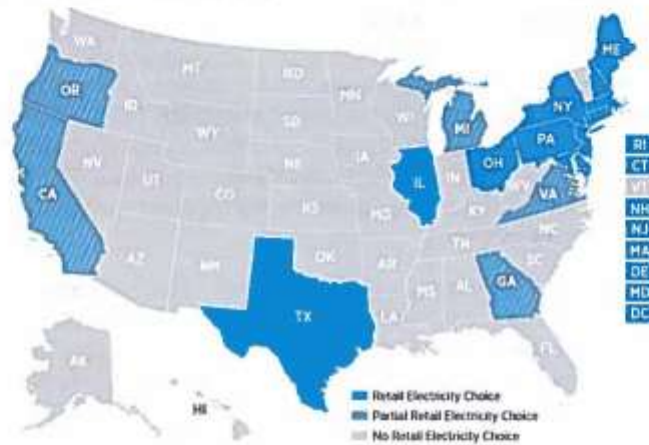 WA
MT
ND
MN
ME
OR
ID
WY
SD
WI
MI
NY
PA
RI
CT
VT
NH
NJ
MA
DE
MD
DC
NV
UT
CO
NE
IA
IL
IN
OH
WV
VA
CA
KS
MO
KY
NC
TN
SC
AZ
NM
OK
AR
MS
AL
GA
TX
LA
FL
AK
HI
Retail Electricity Choice
Partial Retail Electricity Choice
No Retail Electricity Choice